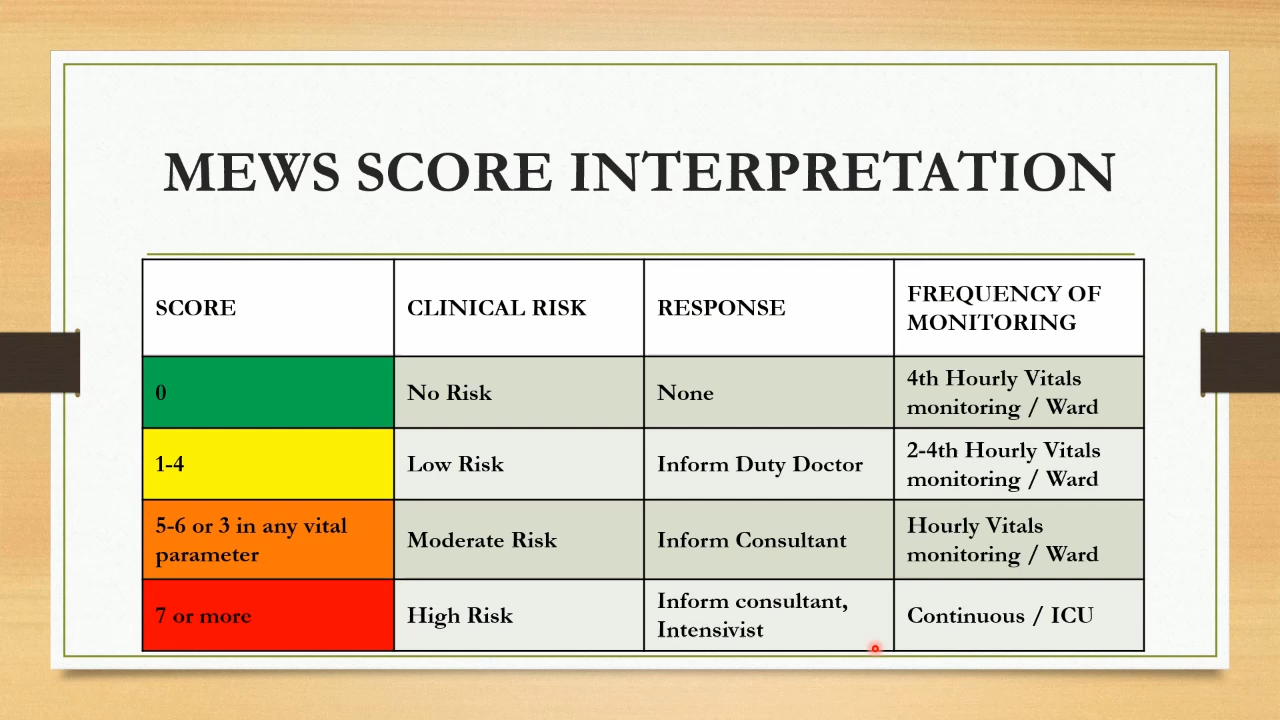 MEWS SCORE INTERPRETATION
SCORE
CLINICAL RISK
RESPONSE
FREQUENCY OF
MONITORING
0
No Risk
None
4th Hourly Vitals
monitoring / Ward
1-4
Low Risk
Inform Duty Doctor
2-4th Hourly Vitals
monitoring / Ward
5-6 or 3 in any vital
parameter
Moderate Risk
Inform Consultant
Hourly Vitals
monitoring / Ward
7 or more
High Risk
Inform consultant,
Intensivist
Continuous / ICU